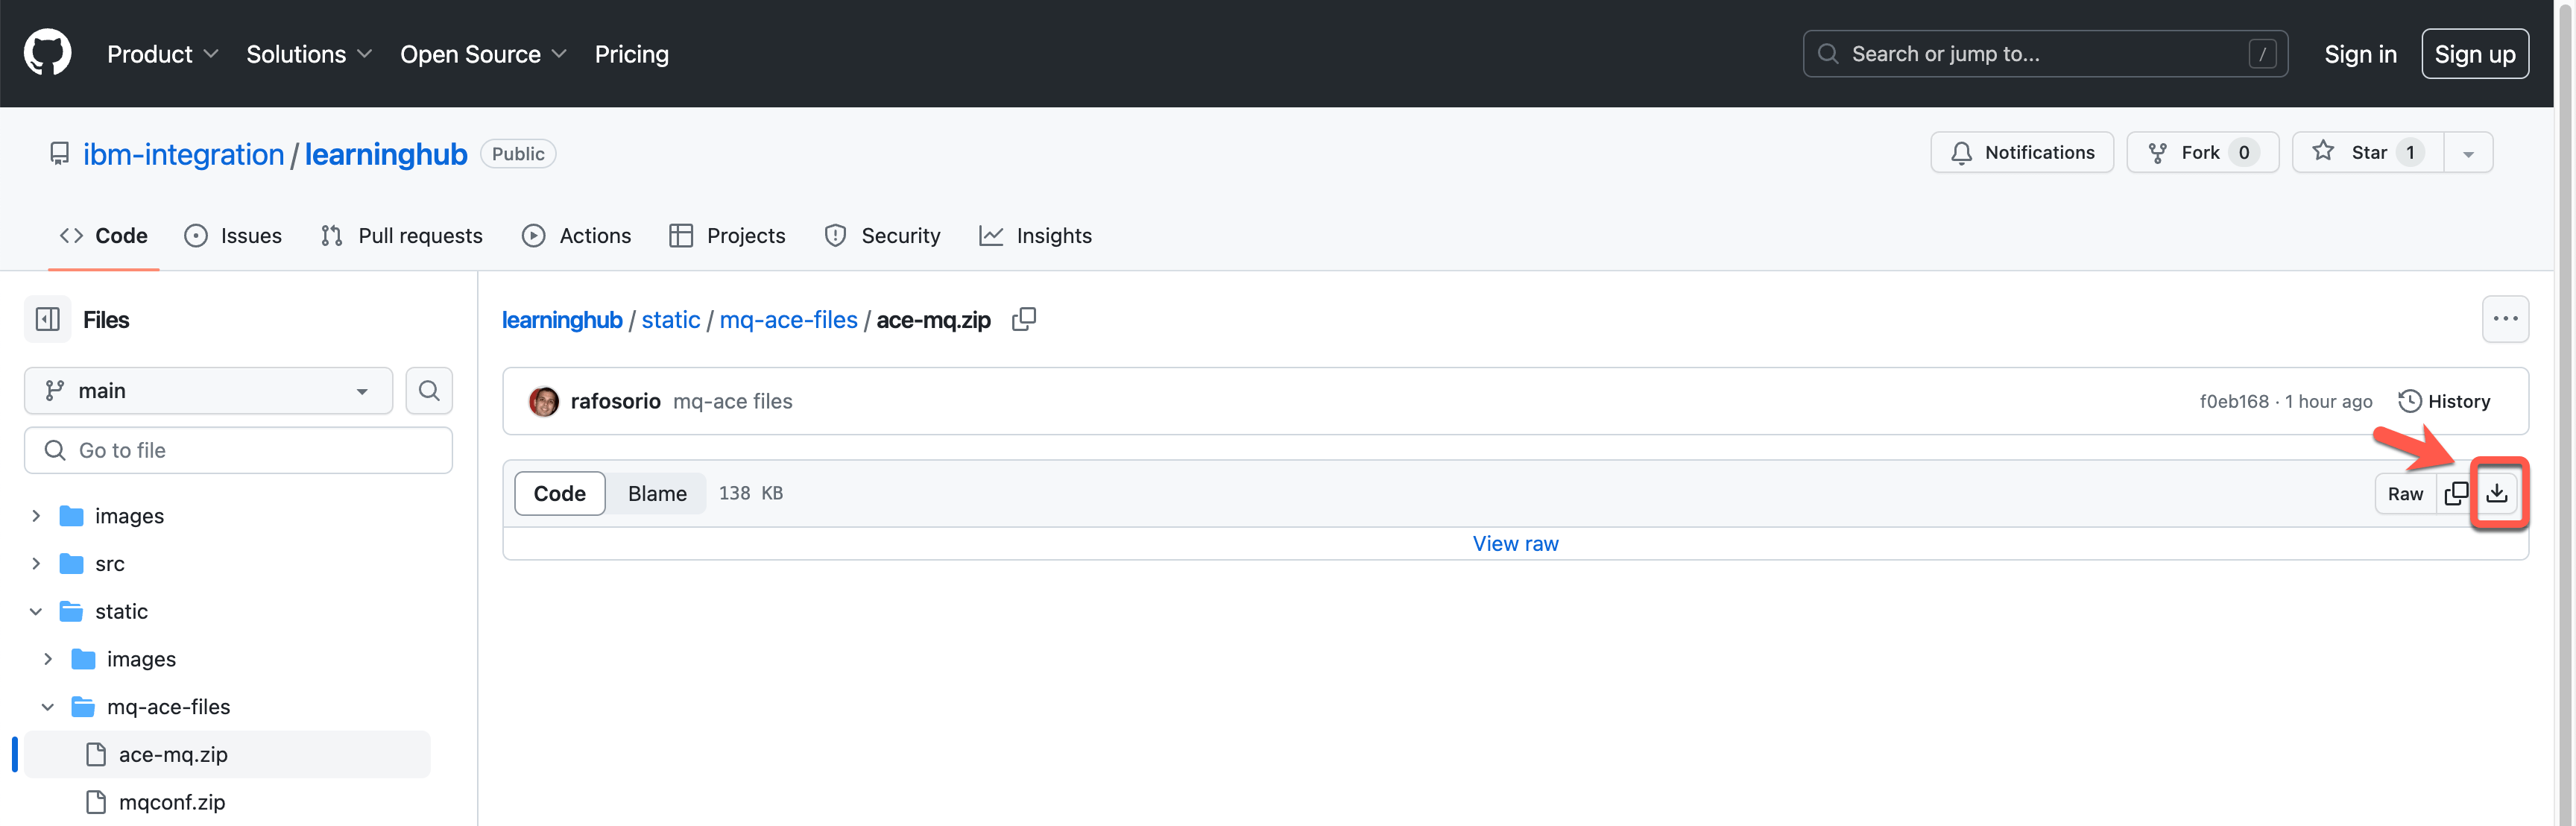 Product Solutions Open Source Pricing Search or jump to... / Sign in Sign up
ibm-integration / learninghub Public Notifications Fork 0 Star 1
Code Issues Pull requests Actions Projects Security Insights
Files
main
Go to file
images
src
static
images
mq-ace-files
ace-mq.zip
mqconf.zip
learninghub / static / mq-ace-files / ace-mq.zip
rafosorio mq-ace files f0eb168 · 1 hour ago History
Code Blame 138 KB Raw
View raw